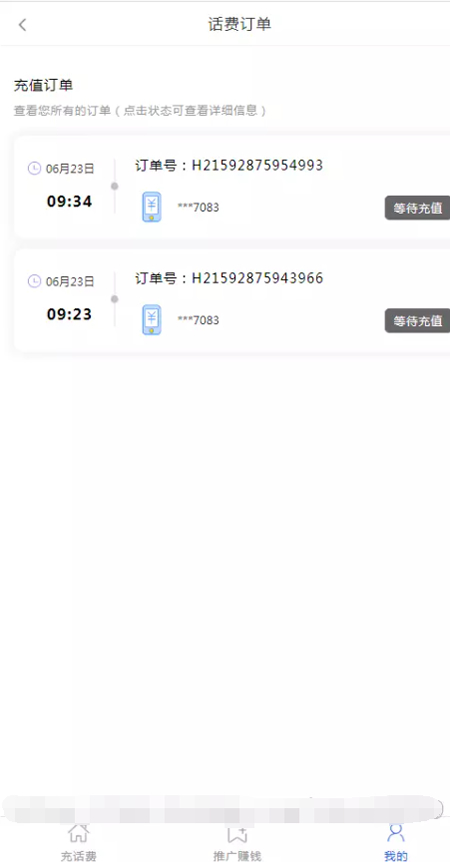 话费订单
充值订单
查看您所有的订单（点击状态可查看详细信息）
06月23日
09:34
订单号：H21592875954993
***7083
等待充值
06月23日
09:23
订单号：H21592875943966
***7083
等待充值
充话费
推广赚钱
我的